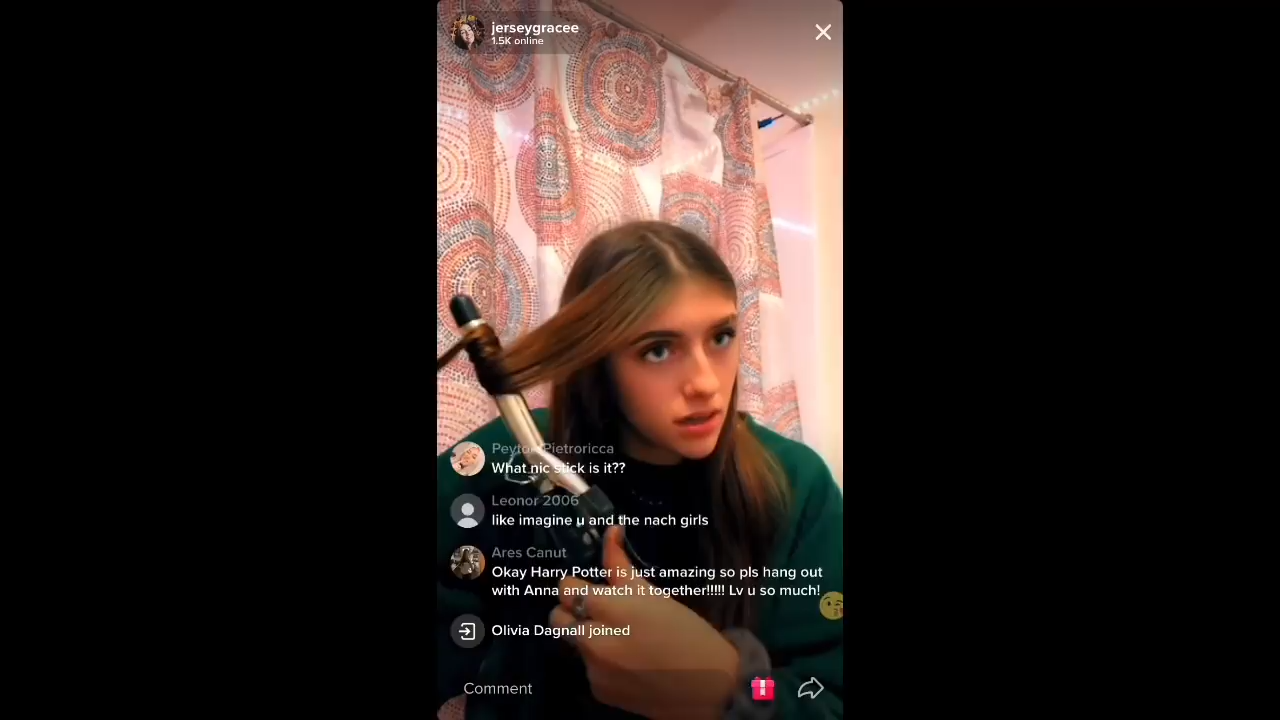 jerseygracee
1.5K online
Peyton Pietroricca
What nic stick is it??
Leonor 2006
like imagine u and the nach girls
Ares Canut
Okay Harry Potter is just amazing so pls hang out
with Anna and watch it together!!!!! Lv u so much!
Olivia Dagnall joined
Comment